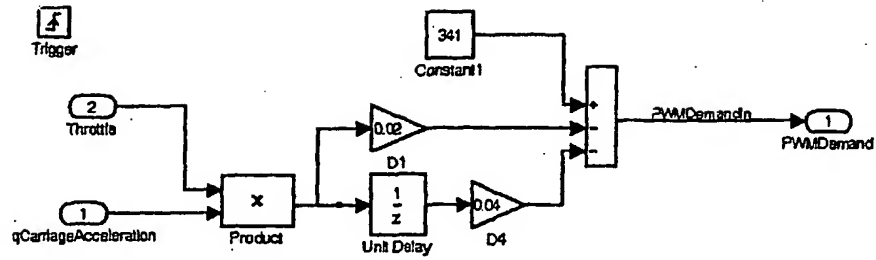 Trigger
341
Constant1
2
Throttle
0.02
D1
+
-
-
PWMDemandIn
1
PWMDemand
1
qCarriageAcceleration
x
Product
1
z
Unit Delay
0.04
D4